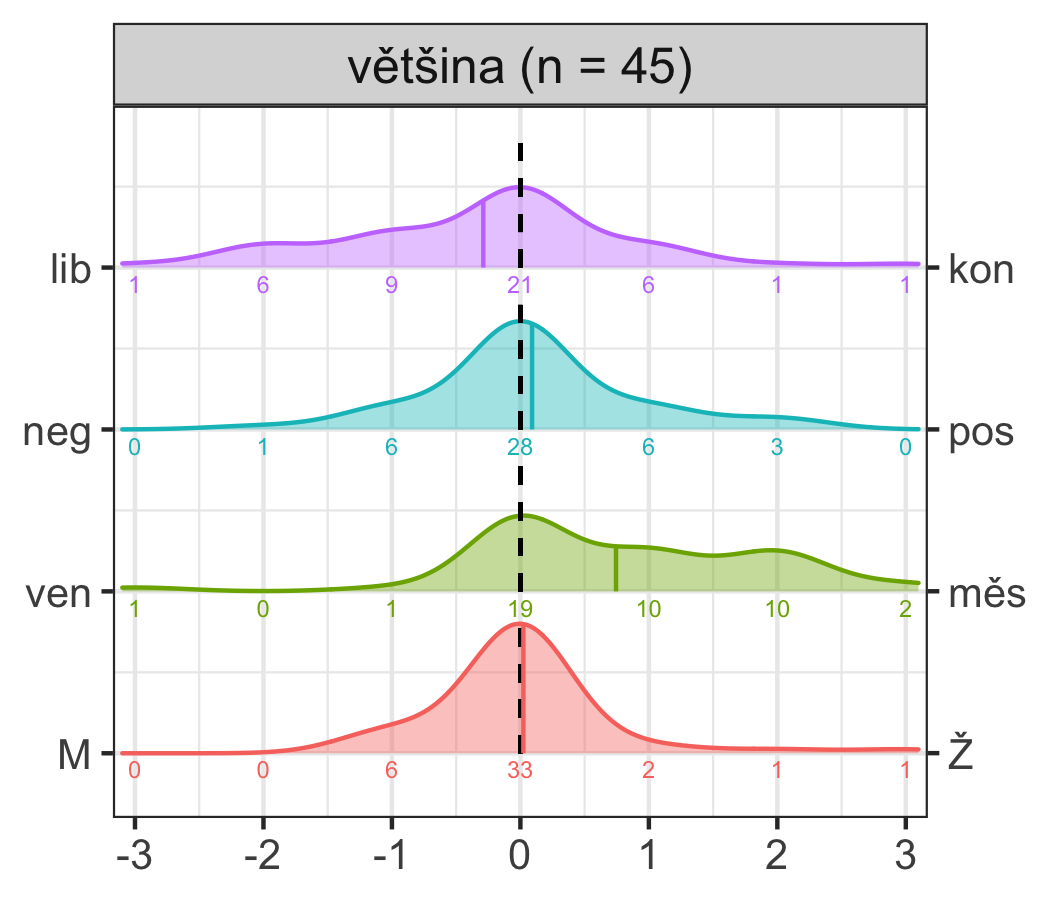 většina (n = 45)
lib kon
1 6 9 21 6 1 1
neg pos
0 1 6 28 6 3 0
ven měs
1 0 1 19 10 10 2
M Ž
0 0 6 33 2 1 1
-3 -2 -1 0 1 2 3